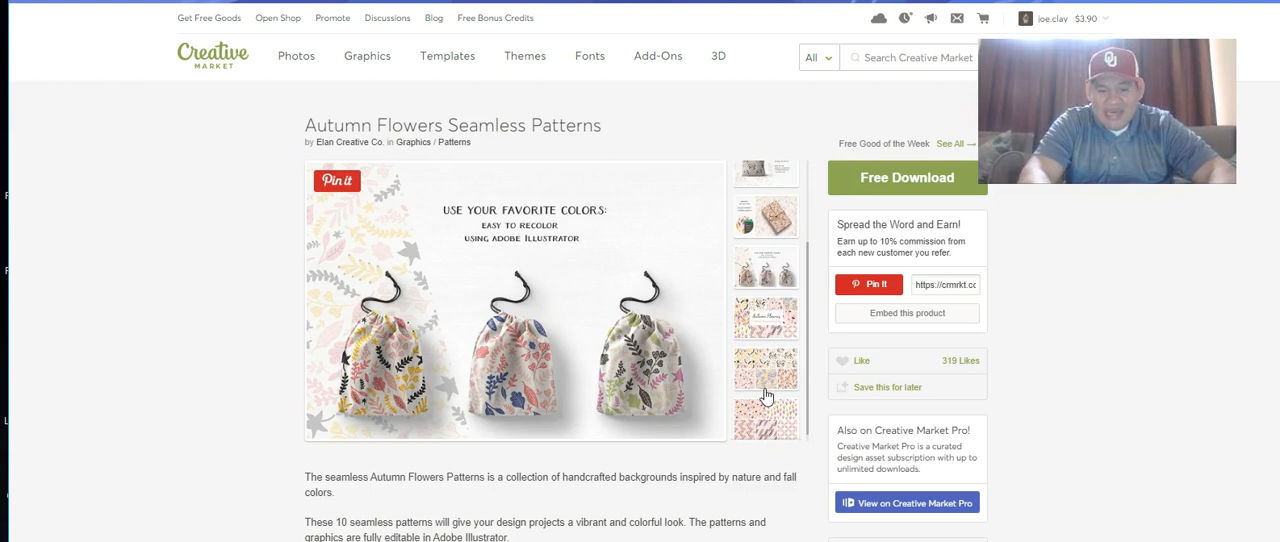 Get Free Goods Open Shop Promote Discussions Blog Free Bonus Credits
joe.clay $3.90
Creative
MARKET
Photos Graphics Templates Themes Fonts Add-Ons 3D
All Search Creative Market
OU
Autumn Flowers Seamless Patterns
by Elan Creative Co. in Graphics / Patterns
Free Good of the Week See All →
Pin it
Free Download
USE YOUR FAVORITE COLORS:
EASY TO RECOLOR
USING ADOBE ILLUSTRATOR
Spread the Word and Earn!
Earn up to 10% commission from
each new customer you refer.
Pin It https://crmrkt.cc
Embed this product
Autumn Flowers
Like 319 Likes
Save this for later
Also on Creative Market Pro!
Creative Market Pro is a curated
design asset subscription with up to
unlimited downloads.
View on Creative Market Pro
The seamless Autumn Flowers Patterns is a collection of handcrafted backgrounds inspired by nature and fall
colors.
These 10 seamless patterns will give your design projects a vibrant and colorful look. The patterns and
graphics are fully editable in Adobe Illustrator.